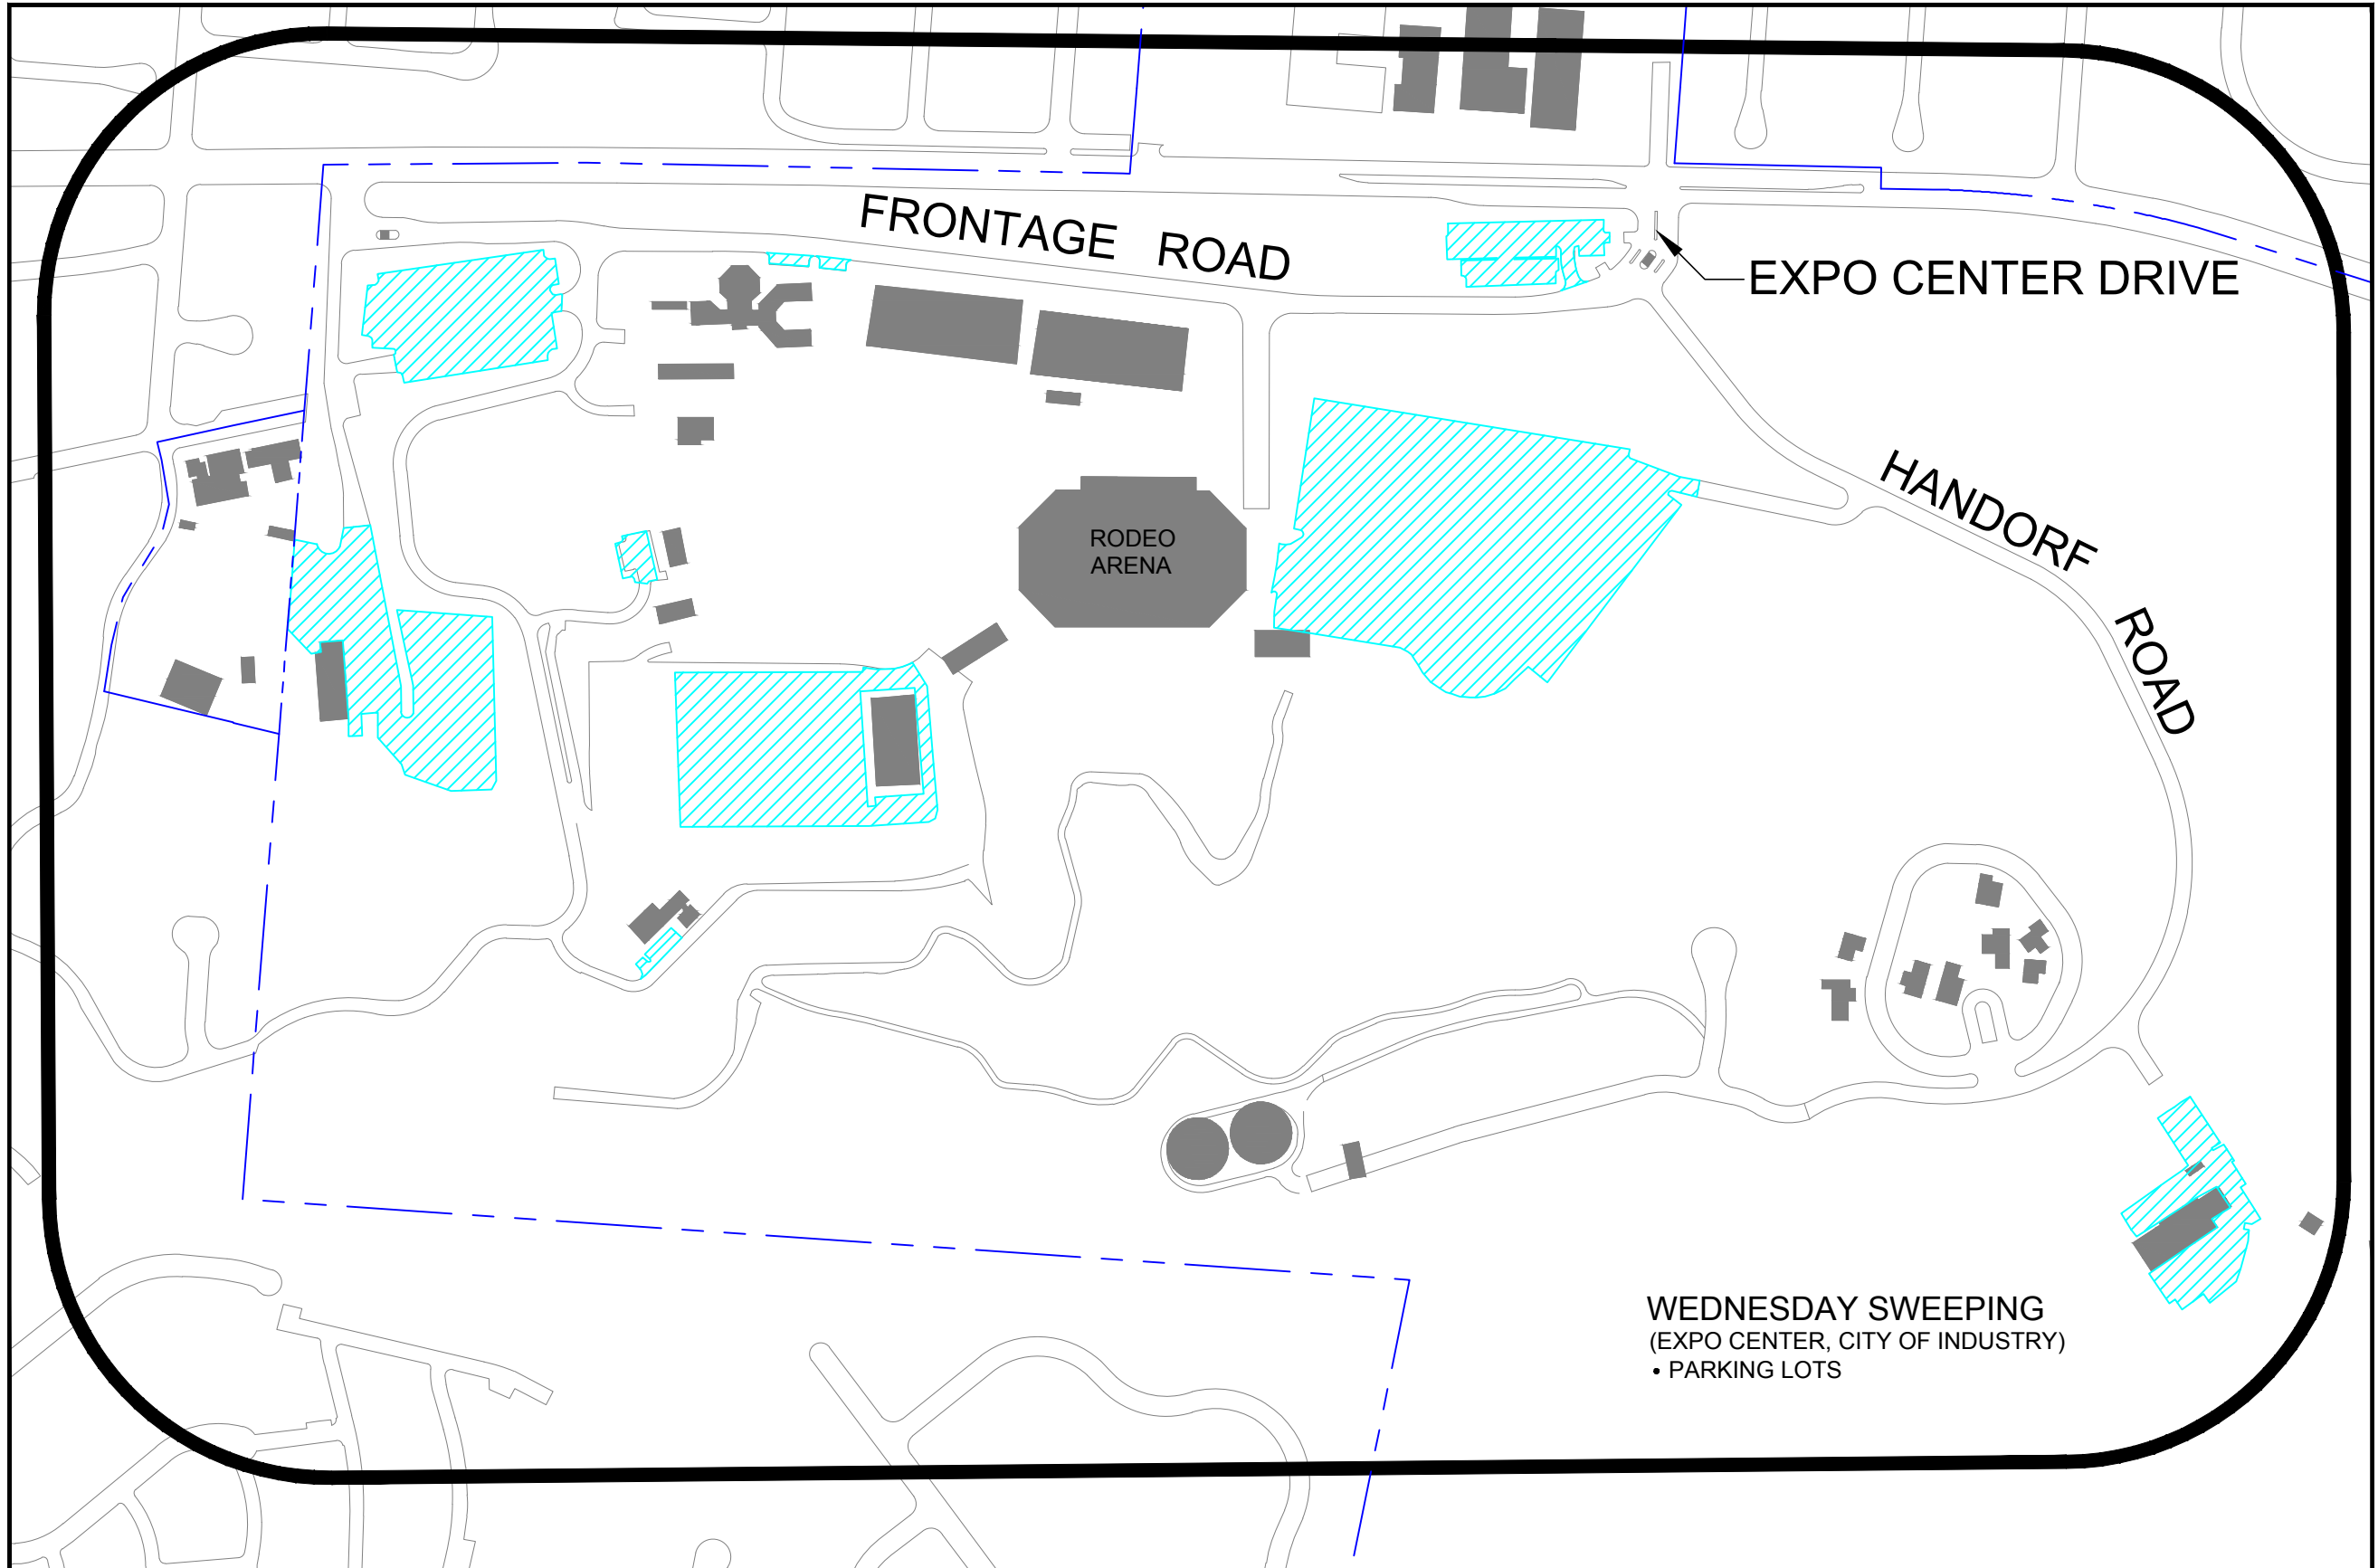 FRONTAGE ROAD
EXPO CENTER DRIVE
HANDORF ROAD
RODEO
ARENA
WEDNESDAY SWEEPING
(EXPO CENTER, CITY OF INDUSTRY)
• PARKING LOTS